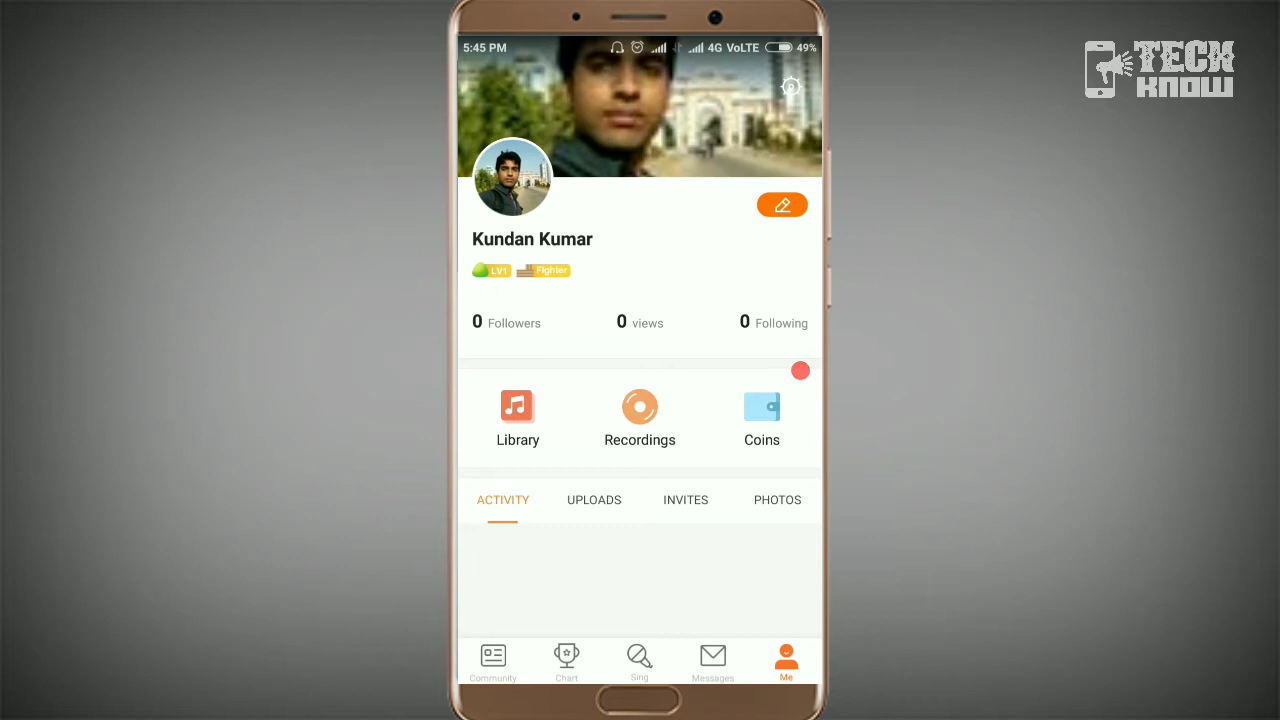 5:45 PM 4G VoLTE 49%
TECH
KNOW
Kundan Kumar
LV1 Fighter
0 Followers 0 views 0 Following
Library Recordings Coins
ACTIVITY UPLOADS INVITES PHOTOS
Community Chart Sing Messages Me